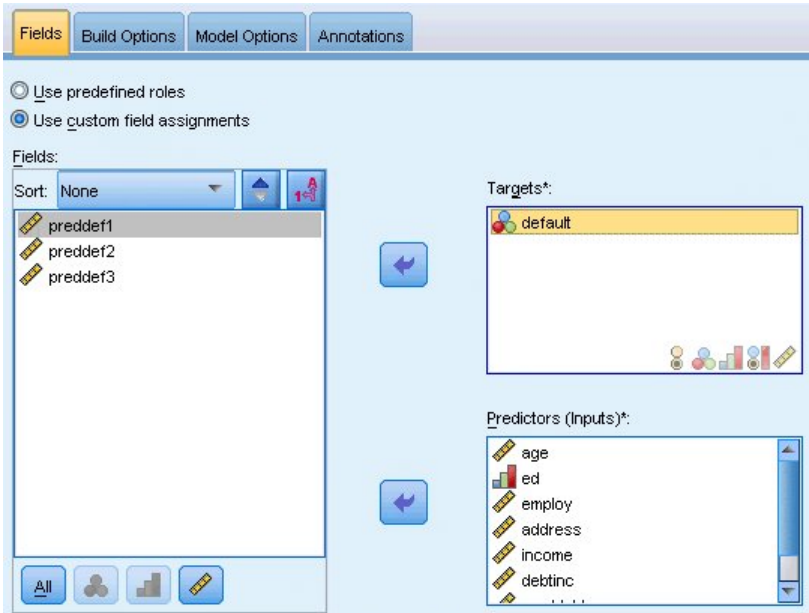 Fields
Build Options
Model Options
Annotations
Use predefined roles
Use custom field assignments
Fields:
Sort: None
preddef1
preddef2
preddef3
All
Targets*:
default
Predictors (Inputs)*:
age
ed
employ
address
income
debtinc